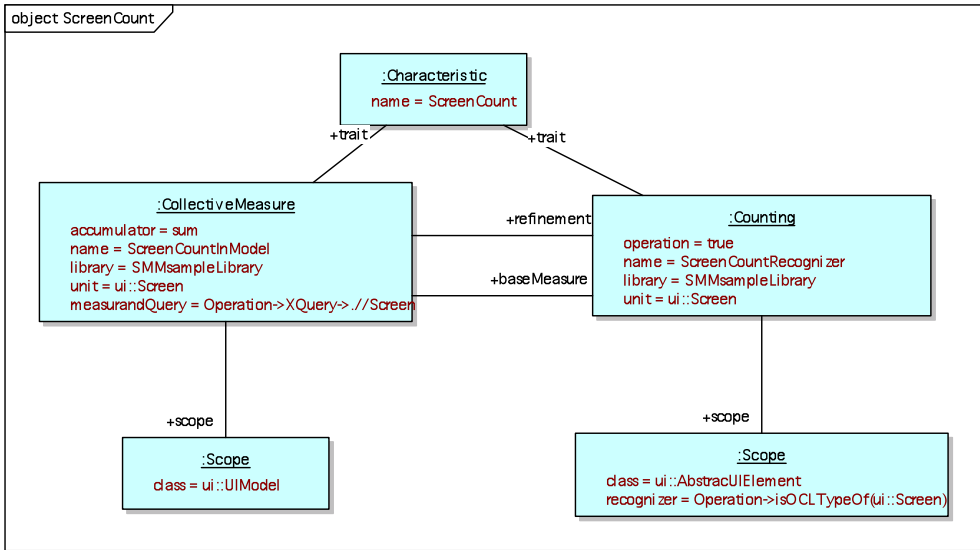 object ScreenCount
:Characteristic
name = ScreenCount
+trait
+trait
:CollectiveMeasure
accumulator = sum
name = ScreenCountInModel
library = SMMsampleLibrary
unit = ui::Screen
measurandQuery = Operation->XQuery->.//Screen
+refinement
+baseMeasure
:Counting
operation = true
name = ScreenCountRecognizer
library = SMMsampleLibrary
unit = ui::Screen
+scope
+scope
:Scope
class = ui::UIModel
:Scope
class = ui::AbstracUIElement
recognizer = Operation->isOCLTypeOf(ui::Screen)